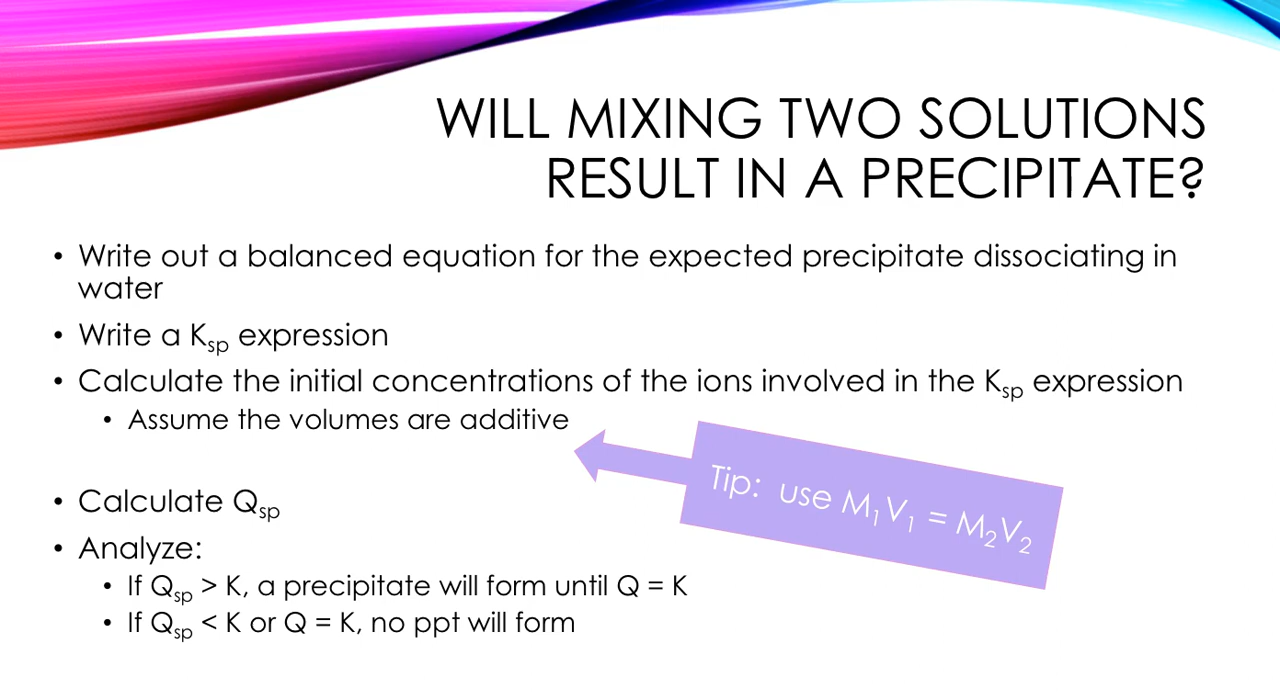 WILL MIXING TWO SOLUTIONS
RESULT IN A PRECIPITATE?
• Write out a balanced equation for the expected precipitate dissociating in
water
• Write a Ksp expression
• Calculate the initial concentrations of the ions involved in the Ksp expression
• Assume the volumes are additive
Tip: use M1V1 = M2V2
• Calculate Qsp
• Analyze:
• If Qsp > K, a precipitate will form until Q = K
• If Qsp < K or Q = K, no ppt will form